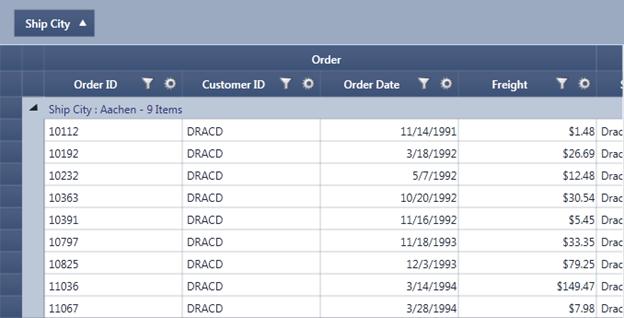 Ship City
Order
Order ID Customer ID Order Date Freight S
Ship City : Aachen - 9 Items
10112 DRACD 11/14/1991 $1.48 Drac
10192 DRACD 3/18/1992 $26.69 Drac
10232 DRACD 5/7/1992 $12.48 Drac
10363 DRACD 10/20/1992 $30.54 Drac
10391 DRACD 11/16/1992 $5.45 Drac
10797 DRACD 11/18/1993 $33.35 Drac
10825 DRACD 12/3/1993 $79.25 Drac
11036 DRACD 3/14/1994 $149.47 Drac
11067 DRACD 3/28/1994 $7.98 Drac